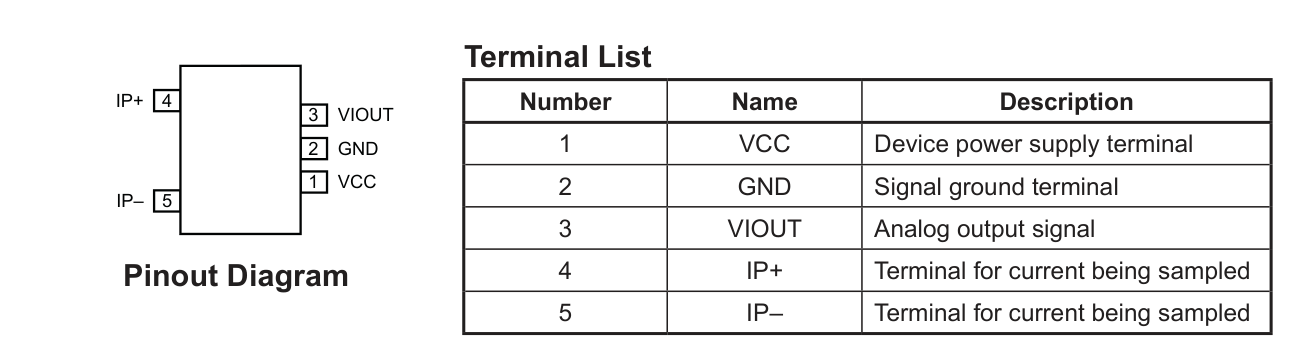 IP+ 4
3 VIOUT
2 GND
1 VCC
IP– 5
Pinout Diagram
Terminal List
Number Name Description
1 VCC Device power supply terminal
2 GND Signal ground terminal
3 VIOUT Analog output signal
4 IP+ Terminal for current being sampled
5 IP– Terminal for current being sampled